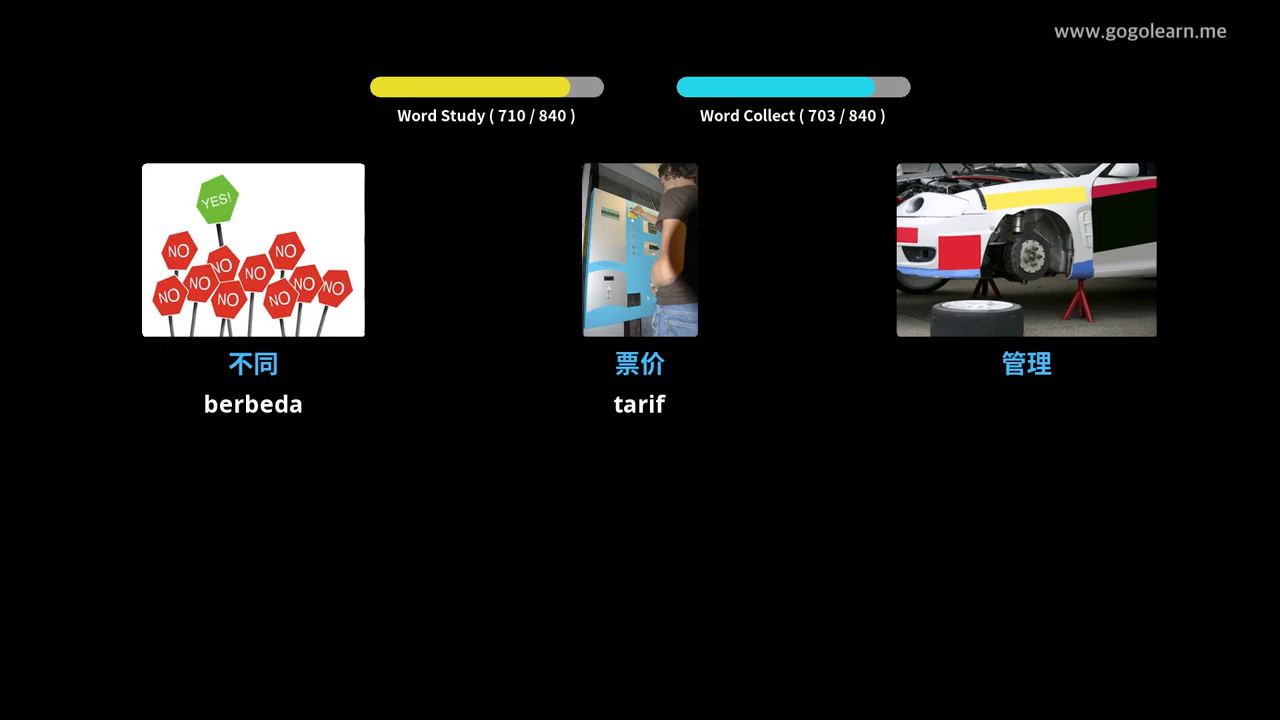 www.gogolearn.me
Word Study ( 710 / 840 )
Word Collect ( 703 / 840 )
YES!
NO
NO
NO
NO
NO
NO
NO
NO
NO
NO
不同
票价
管理
berbeda
tarif